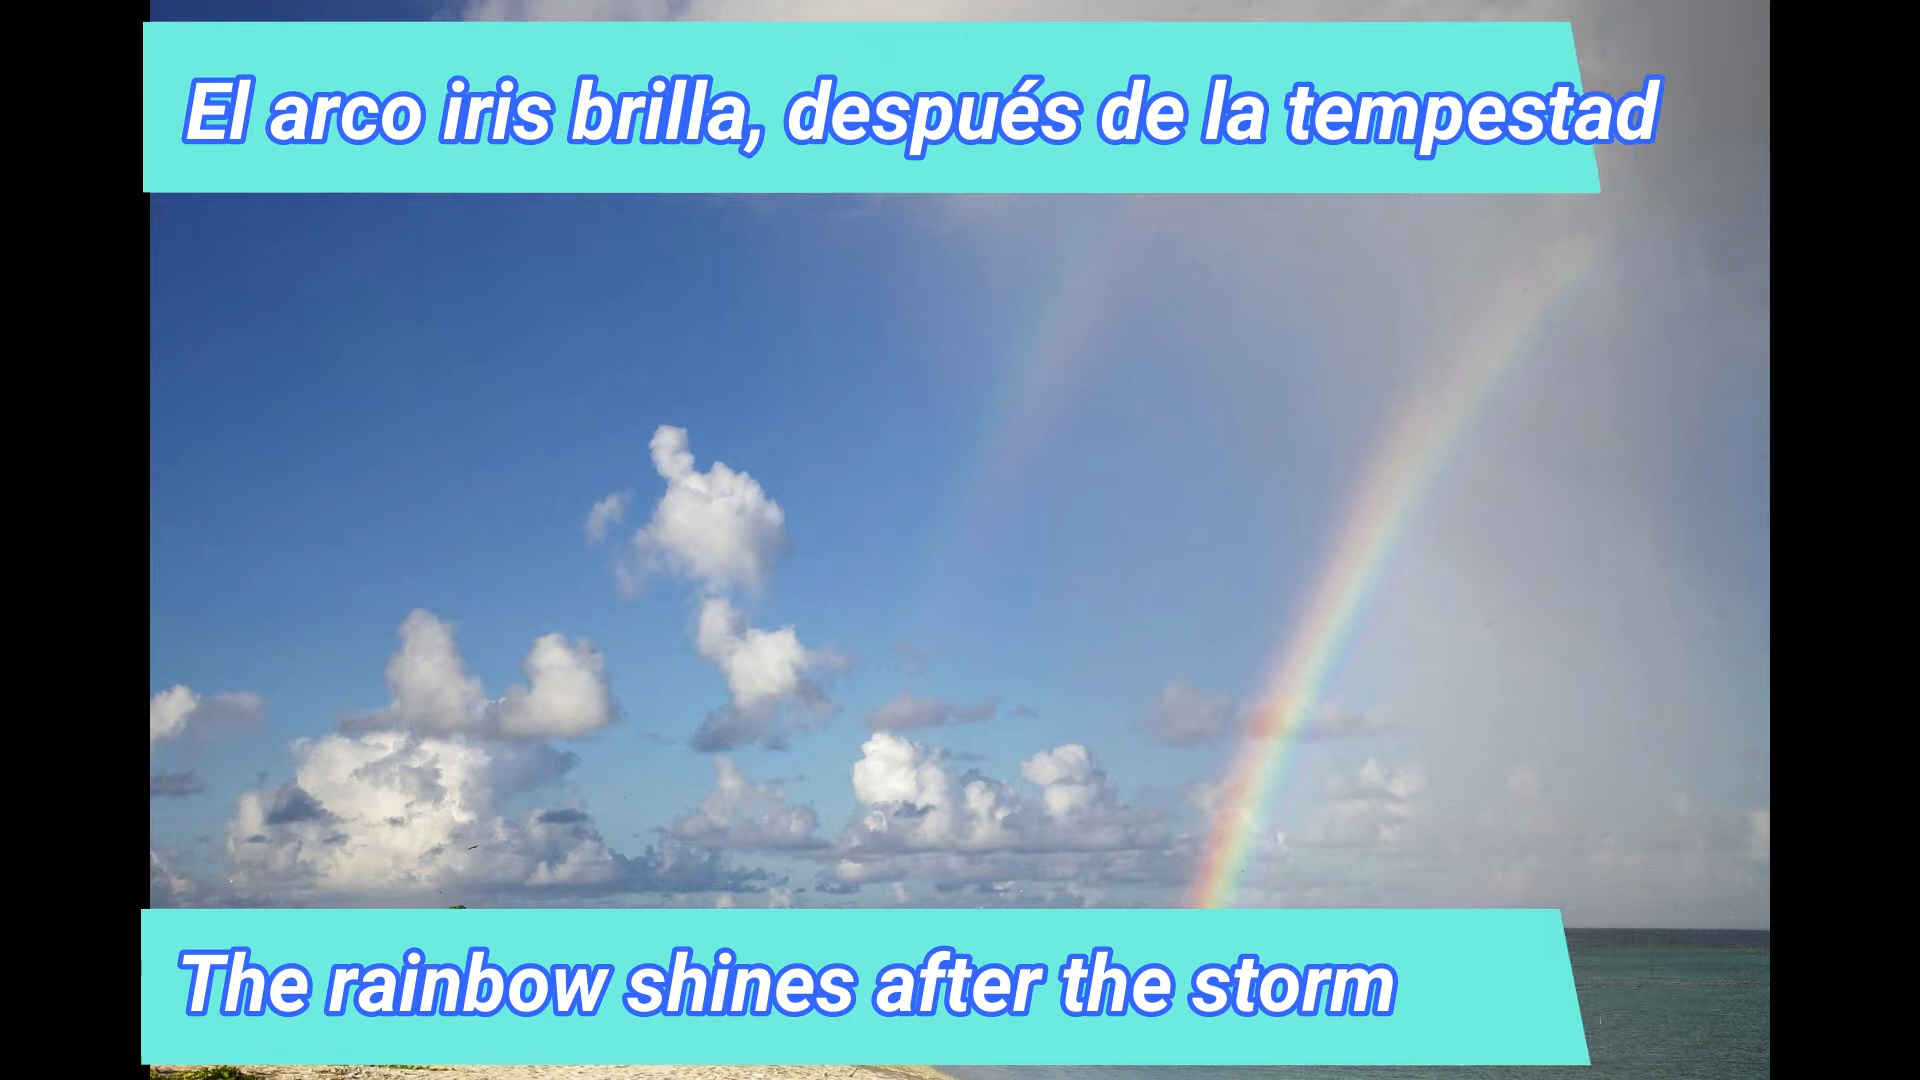 El arco iris brilla, después de la tempestad
The rainbow shines after the storm